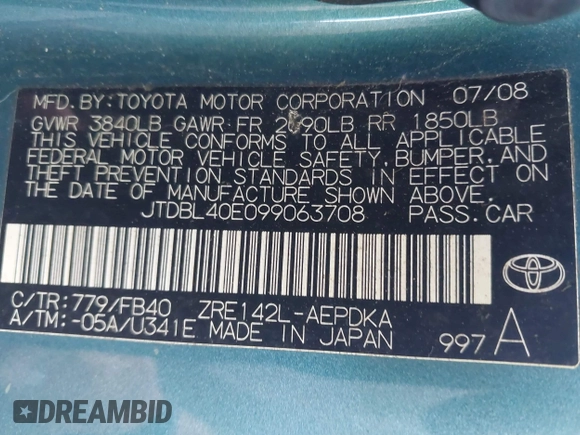 MFD.BY:TOYOTA MOTOR CORPORATION 07/08
GVWR 3840LB GAWR:FR 2090LB RR 1850LB
THIS VEHICLE CONFORMS TO ALL APPLICABLE
FEDERAL MOTOR VEHICLE SAFETY,BUMPER,AND
THEFT PREVENTION STANDARDS IN EFFECT ON
THE DATE OF MANUFACTURE SHOWN ABOVE.
JTDBL40E099063708 PASS.CAR
C/TR:779/FB40 ZRE142L-AEPDKA
A/TM:-05A/U341E MADE IN JAPAN 997 A
DREAMBID